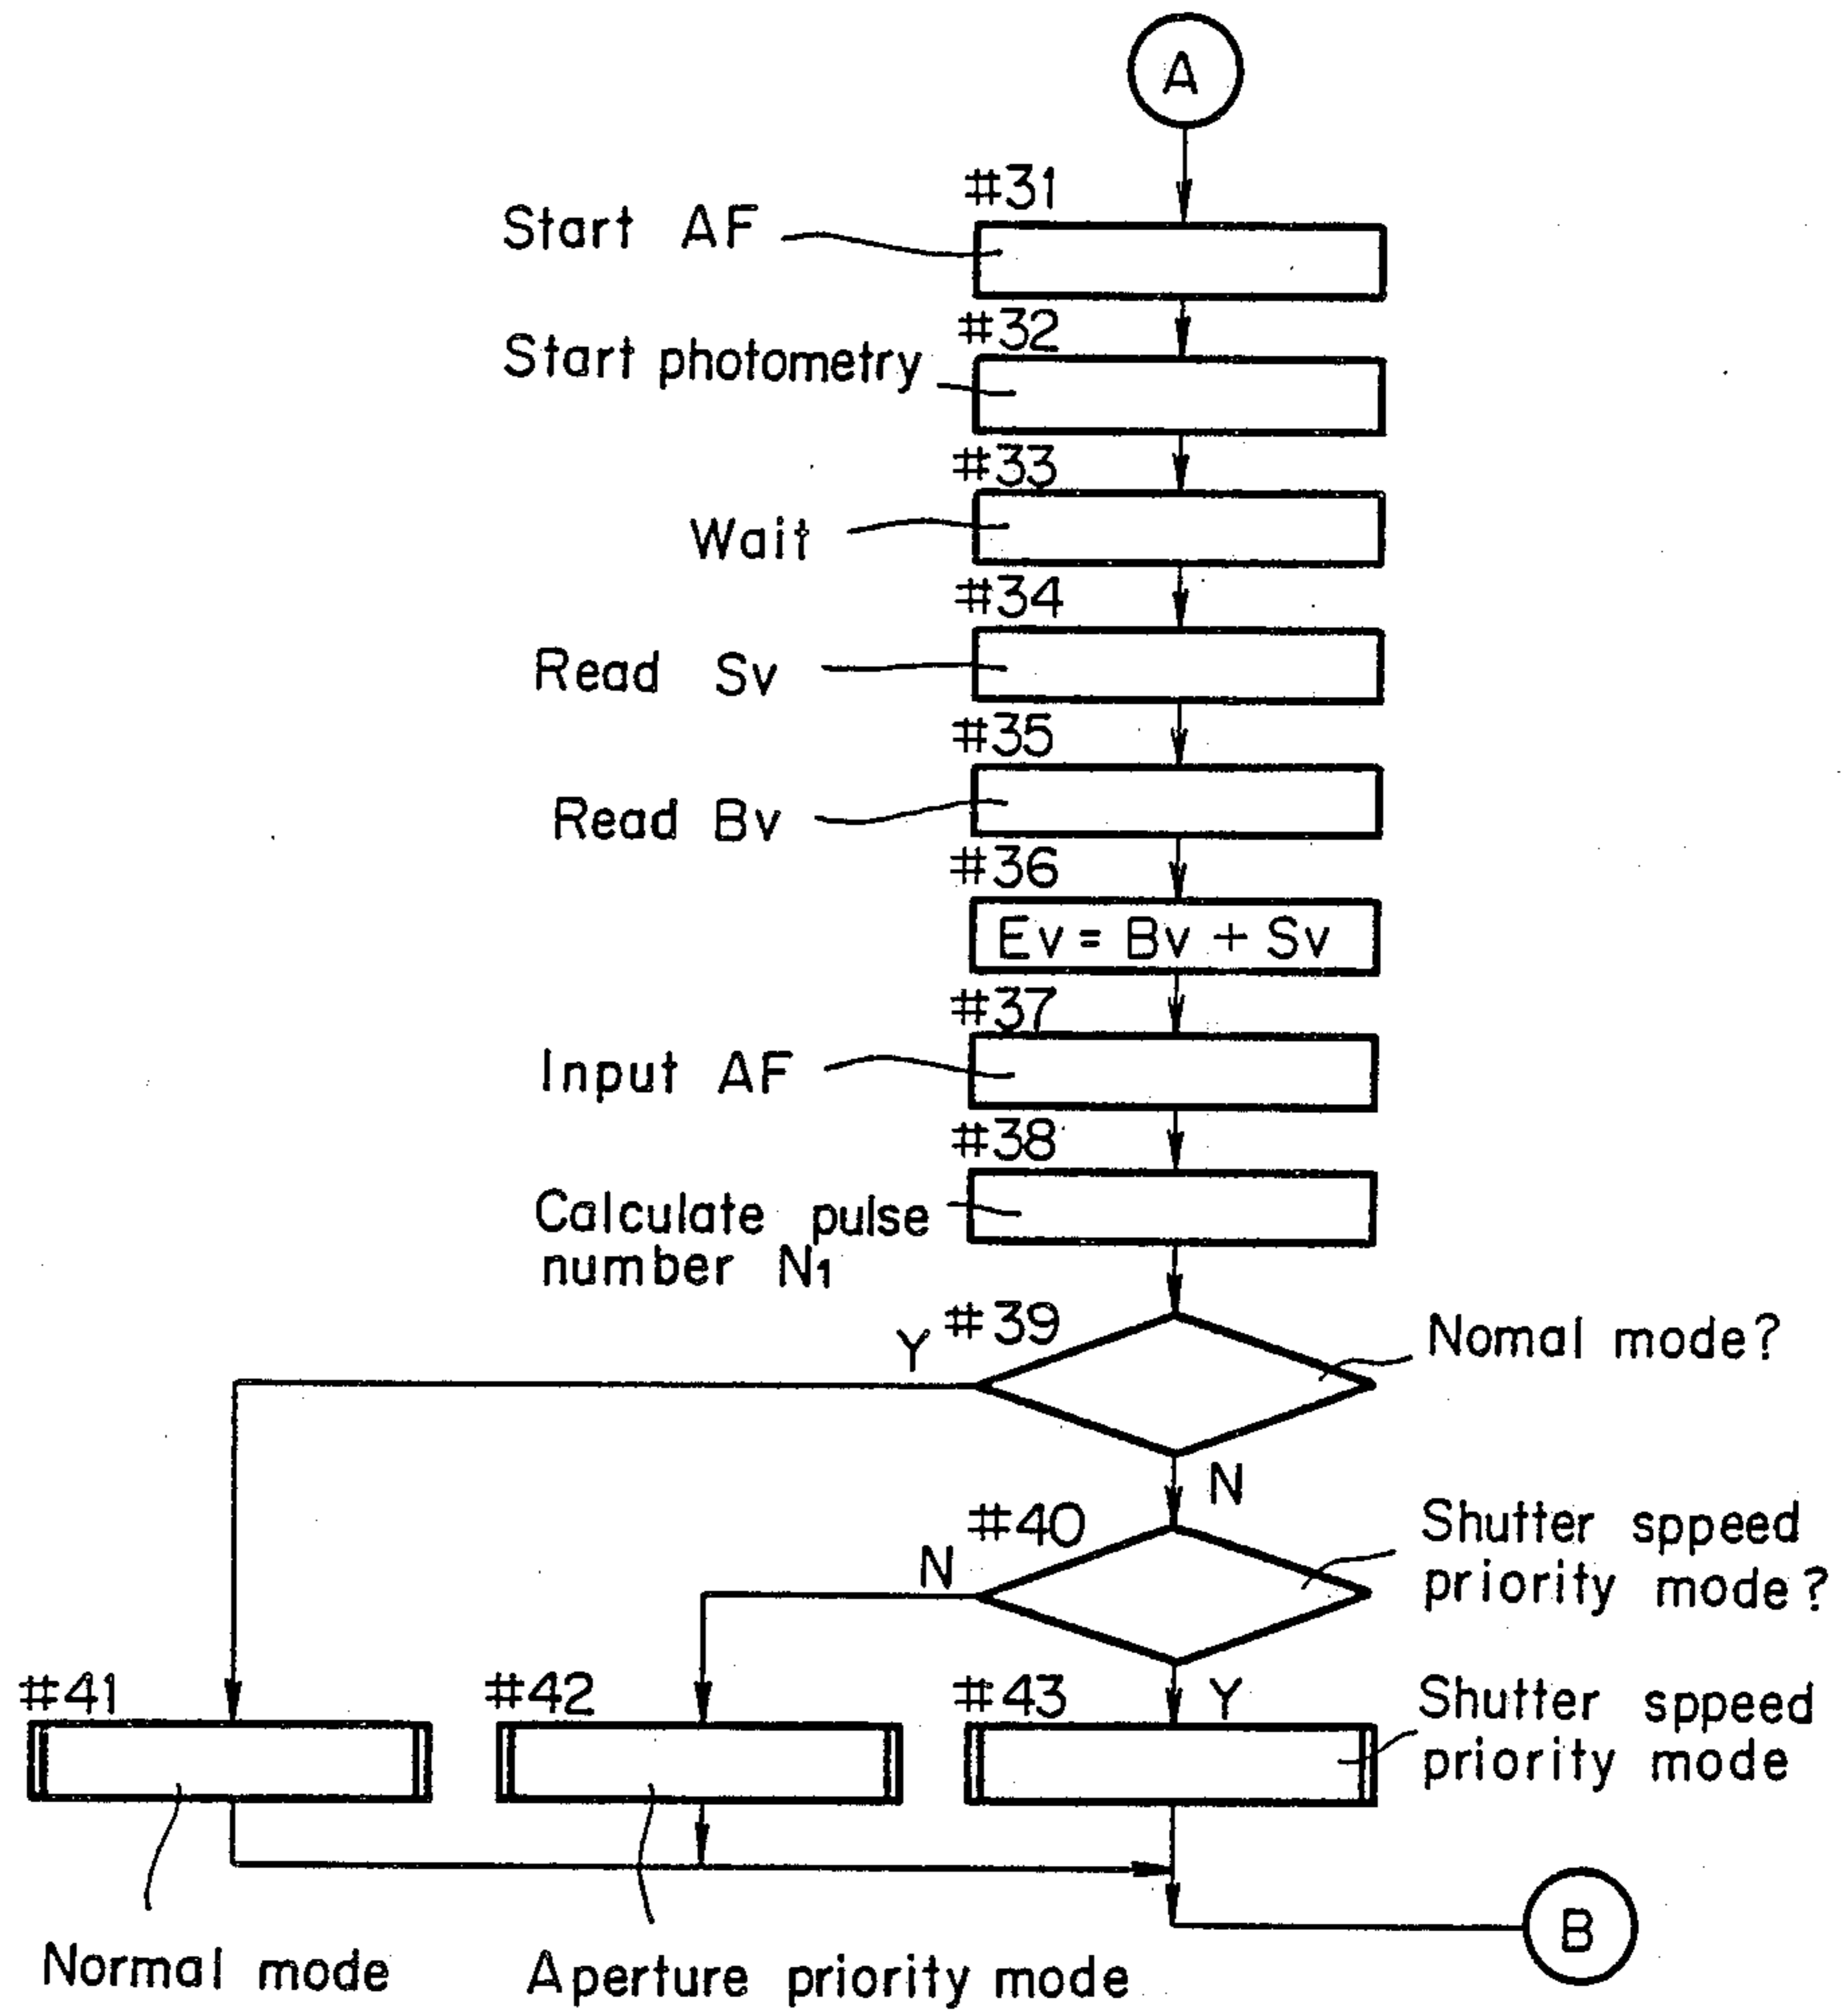 A
#31
Start AF
#32
Start photometry
#33
Wait
#34
Read Sv
#35
Read Bv
#36
Ev = Bv + Sv
#37
Input AF
#38
Calculate pulse
number N1
#39
Y
Nomal mode?
N
#40
N
Shutter sppeed
priority mode?
#41
#42
#43
Y
Shutter sppeed
priority mode
Normal mode
Aperture priority mode
B